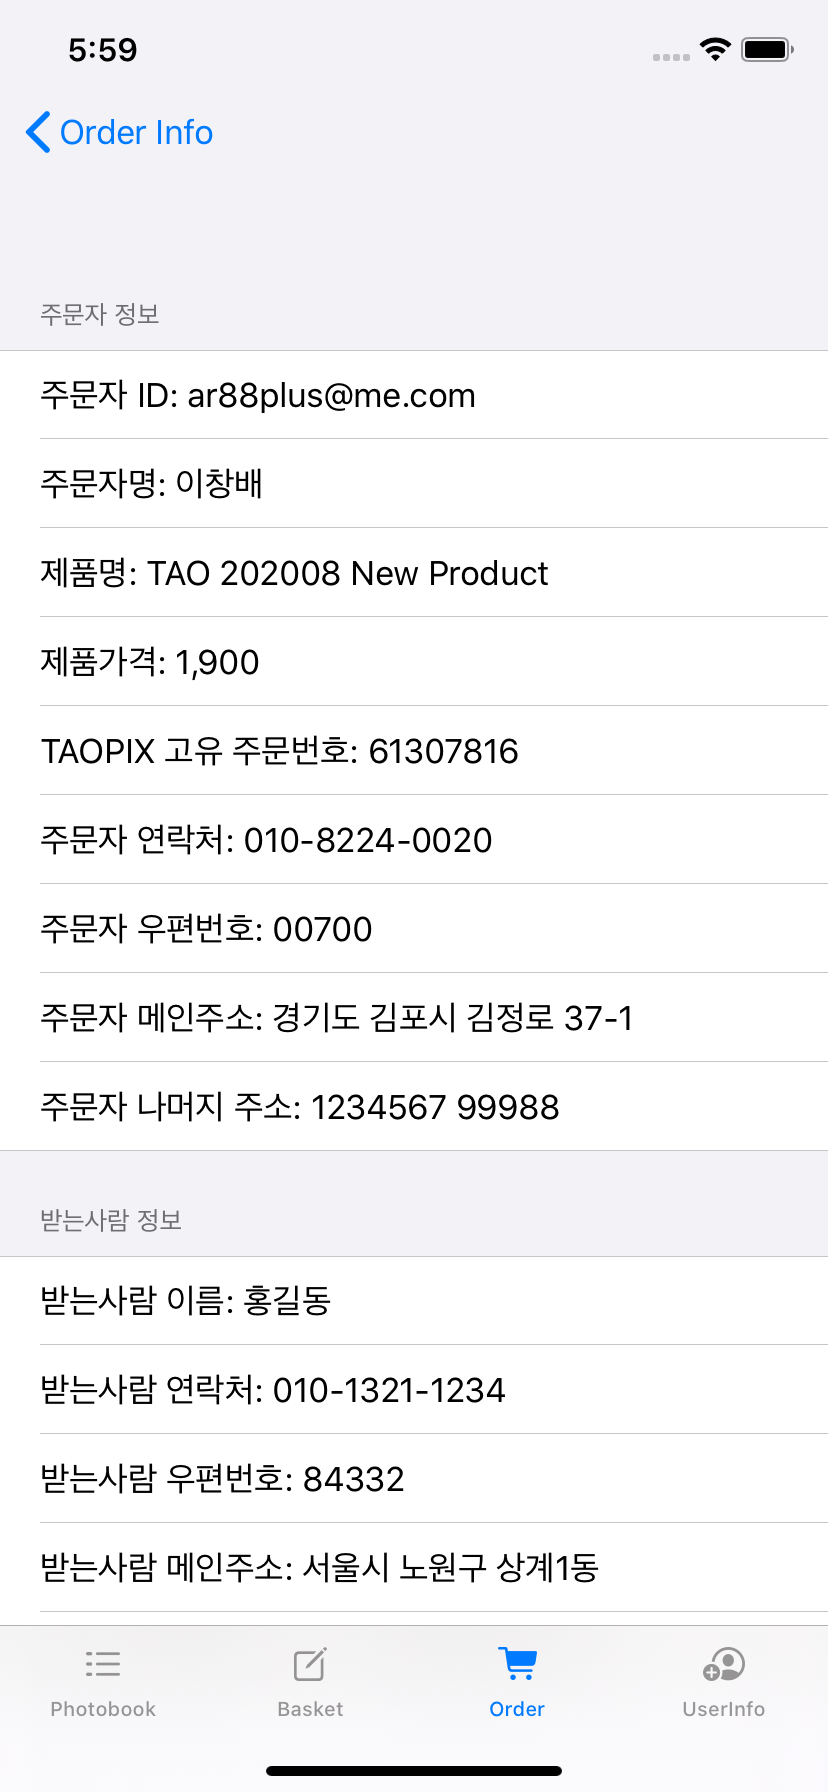 5:59
Order Info
주문자 정보
주문자 ID: ar88plus@me.com
주문자명: 이창배
제품명: TAO 202008 New Product
제품가격: 1,900
TAOPIX 고유 주문번호: 61307816
주문자 연락처: 010-8224-0020
주문자 우편번호: 00700
주문자 메인주소: 경기도 김포시 김정로 37-1
주문자 나머지 주소: 1234567 99988
받는사람 정보
받는사람 이름: 홍길동
받는사람 연락처: 010-1321-1234
받는사람 우편번호: 84332
받는사람 메인주소: 서울시 노원구 상계1동
Photobook
Basket
Order
UserInfo